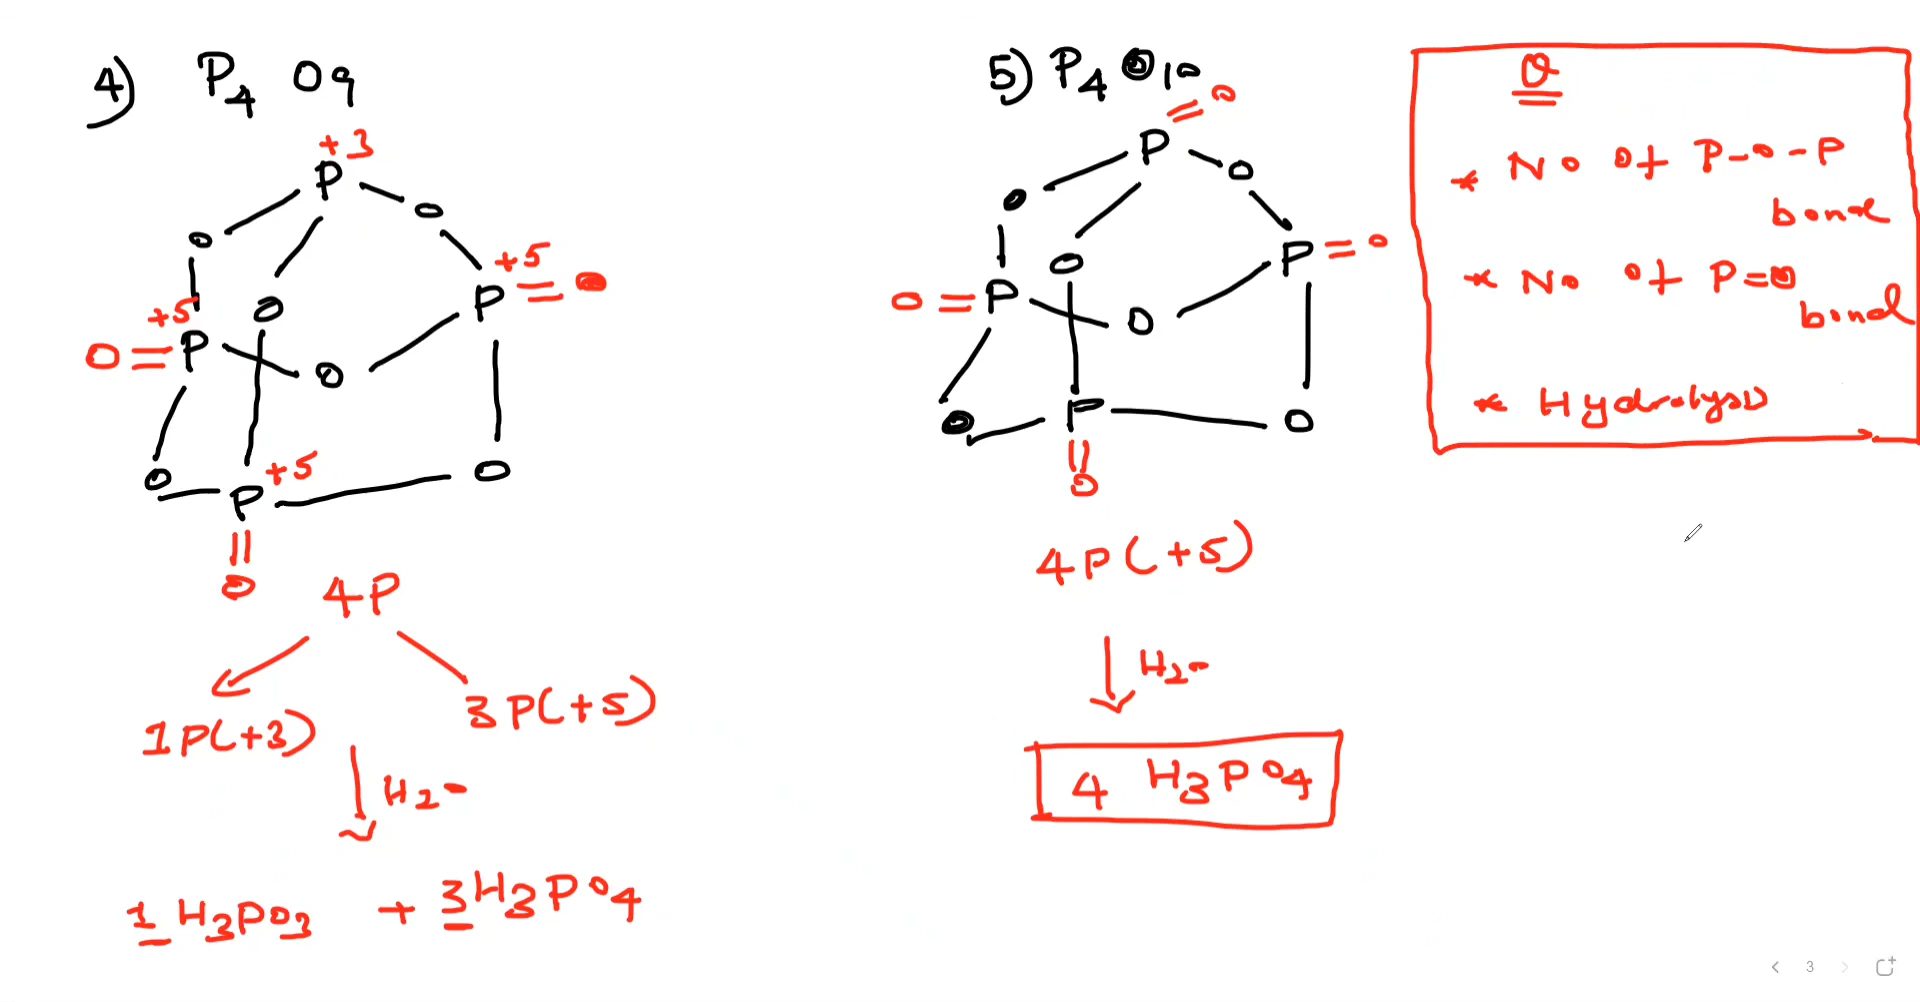 4) P4 O9
+3
P
O
O
+5
P = O
+5
O
O = P
O
O
+5
O
P
||
O
4P
1P(+3)
3P(+5)
H2O
1 H3PO3 + 3H3PO4
5) P4 O10
= O
P
O
O
P = O
O
O = P
O
O
P
O
||
O
4P(+5)
H2O
4 H3PO4
Q
* No of P-O-P
bond
* No of P=O
bond
* Hydrolysis
3